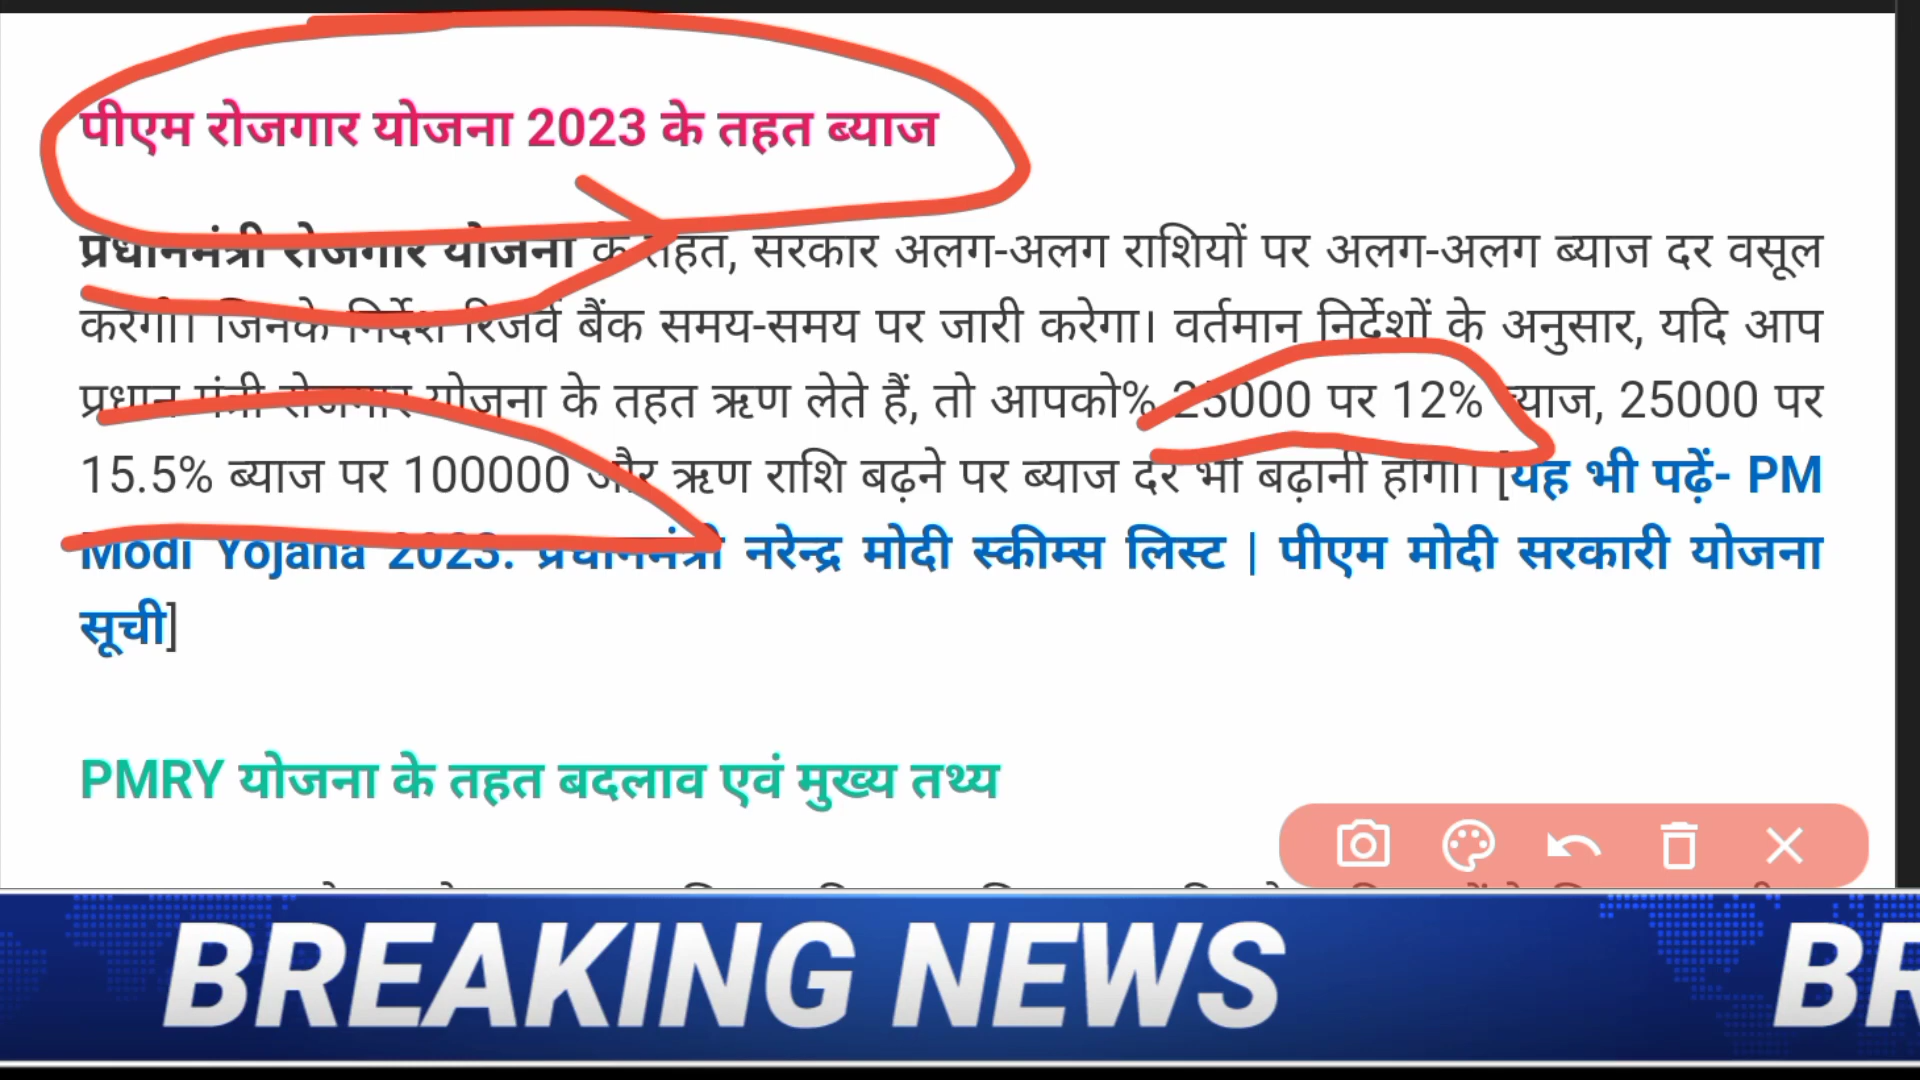 पीएम रोजगार योजना 2023 के तहत ब्याज
प्रधानमंत्री रोजगार योजना के तहत, सरकार अलग-अलग राशियों पर अलग-अलग ब्याज दर वसूल
करेगी। जिनके निर्देश रिजर्व बैंक समय-समय पर जारी करेगा। वर्तमान निर्देशों के अनुसार, यदि आप
प्रधान मंत्री रोजगार योजना के तहत ऋण लेते हैं, तो आपको% 25000 पर 12% ब्याज, 25000 पर
15.5% ब्याज पर 100000 और ऋण राशि बढ़ने पर ब्याज दर भी बढ़ानी होगी। [यह भी पढ़ें- PM
Modi Yojana 2023: प्रधानमंत्री नरेन्द्र मोदी स्कीम्स लिस्ट | पीएम मोदी सरकारी योजना
सूची]
PMRY योजना के तहत बदलाव एवं मुख्य तथ्य
BREAKING NEWS BR